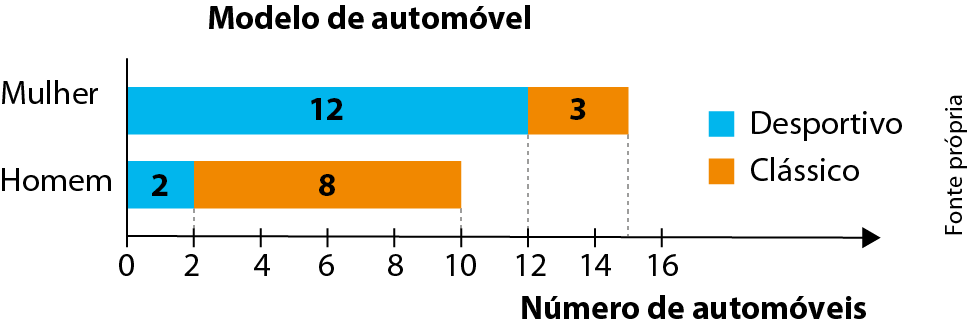 Modelo de automóvel
Mulher
12
3
Homem
2
8
Desportivo
Clássico
0 2 4 6 8 10 12 14 16
Número de automóveis
Fonte própria